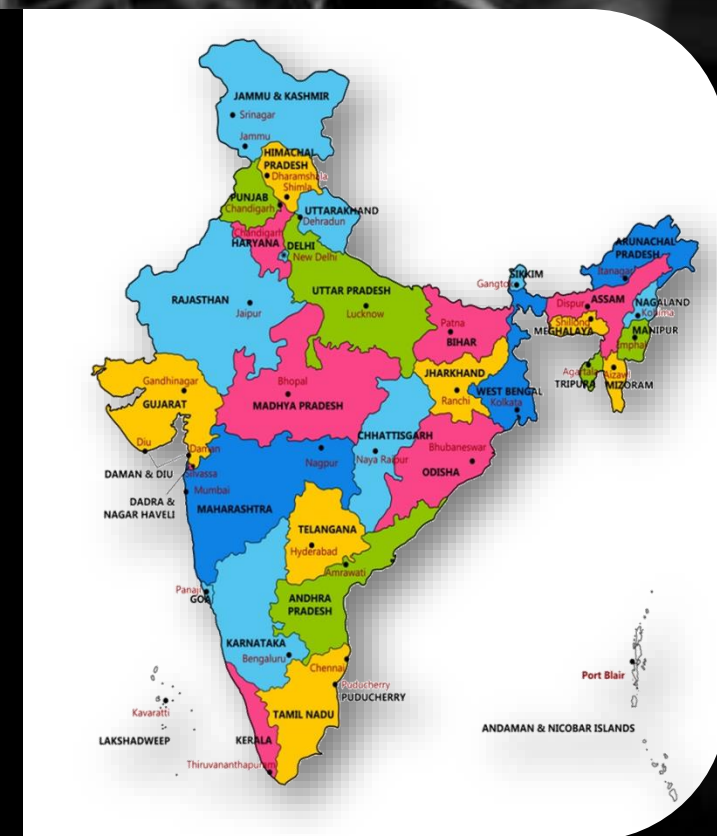 JAMMU & KASHMIR
Srinagar
Jammu
HIMACHAL
PRADESH
Dharamshala
Shimla
PUNJAB
Chandigarh
UTTARAKHAND
Dehradun
Chandigarh
HARYANA
DELHI
New Delhi
ARUNACHAL
PRADESH
Itanagar
SIKKIM
Gangtok
UTTAR PRADESH
Lucknow
RAJASTHAN
Jaipur
Dispur
ASSAM
NAGALAND
Kohima
Shillong
MEGHALAYA
MANIPUR
Imphal
Patna
BIHAR
Agartala
TRIPURA
Aizawl
MIZORAM
JHARKHAND
Ranchi
WEST BENGAL
Kolkata
Gandhinagar
GUJARAT
Bhopal
MADHYA PRADESH
CHHATTISGARH
Naya Raipur
Bhubaneswar
ODISHA
Diu
Daman
DAMAN & DIU
Silvassa
DADRA &
NAGAR HAVELI
Mumbai
Nagpur
MAHARASHTRA
TELANGANA
Hyderabad
Amrawati
ANDHRA
PRADESH
Panaji
GOA
KARNATAKA
Bengaluru
Chennai
Puducherry
PUDUCHERRY
TAMIL NADU
KERALA
Thiruvananthapuram
Kavaratti
LAKSHADWEEP
Port Blair
ANDAMAN & NICOBAR ISLANDS